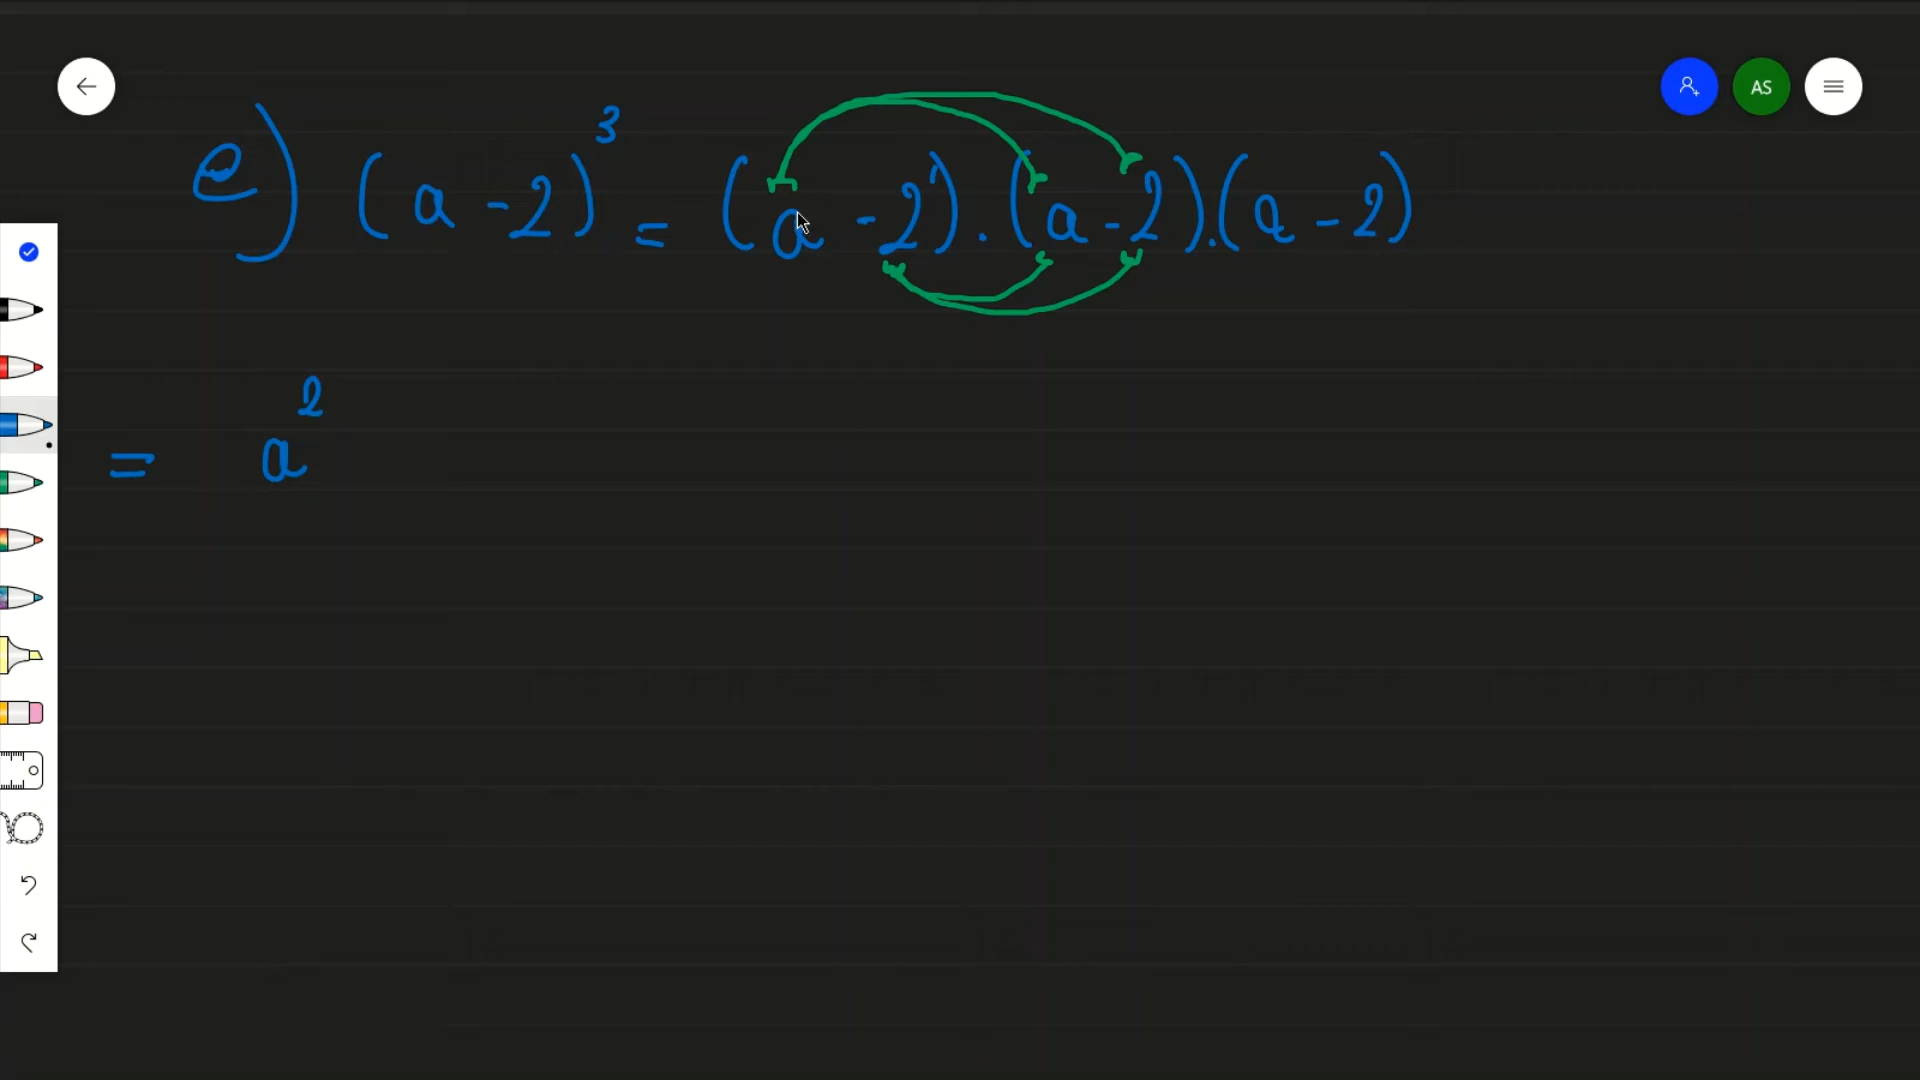 AS
e) (a-2)³ = (a-2).(a-2).(a-2)
= a²